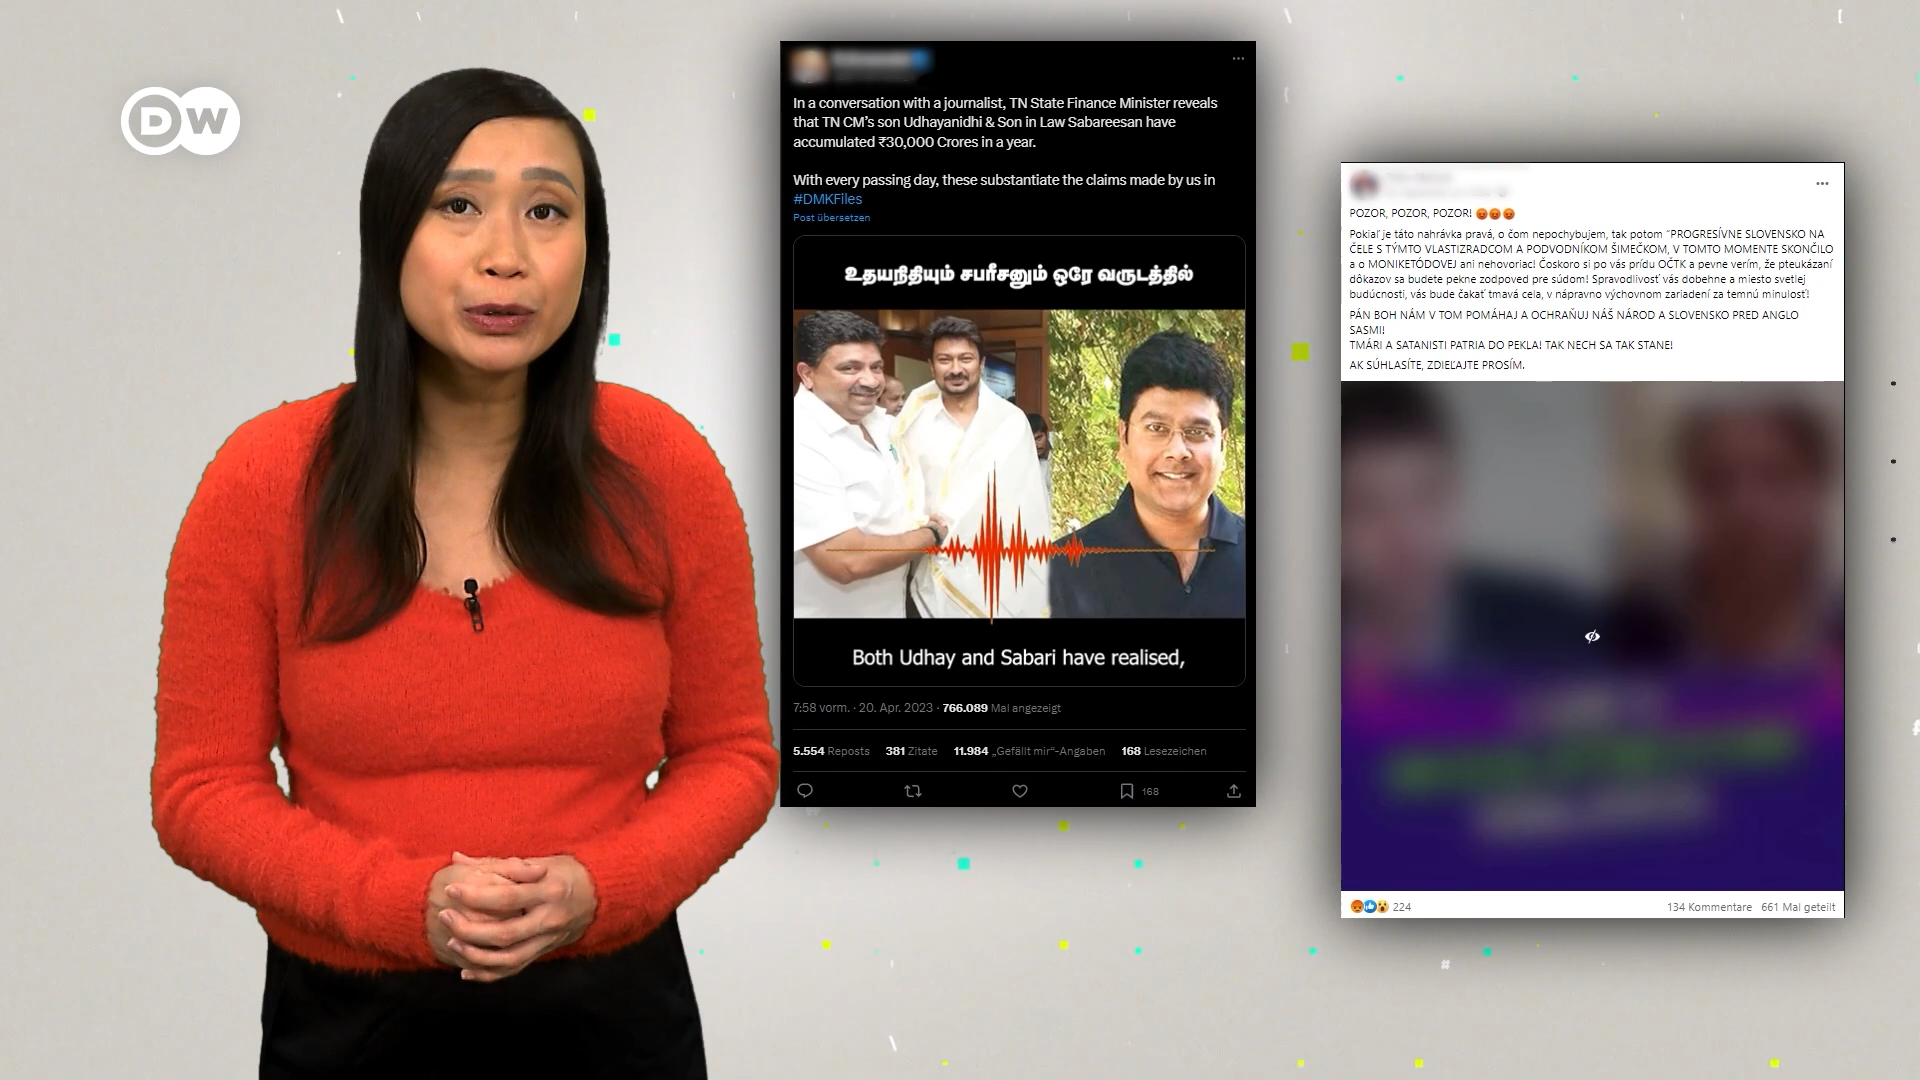 DW
In a conversation with a journalist, TN State Finance Minister reveals
that TN CM's son Udhayanidhi & Son in Law Sabareesan have
accumulated ₹30,000 Crores in a year.
With every passing day, these substantiate the claims made by us in
#DMKFiles
Post übersetzen
உதயநிதியும் சபரீசனும் ஒரே வருடத்தில்
Both Udhay and Sabari have realised,
7:58 vorm. · 20. Apr. 2023 · 766.089 Mal angezeigt
5.554 Reposts 381 Zitate 11.984 „Gefällt mir“-Angaben 168 Lesezeichen
168
POZOR, POZOR, POZOR! 😡😡😡
Pokiaľ je táto nahrávka pravá, o čom nepochybujem, tak potom "PROGRESÍVNE SLOVENSKO NA
ČELE S TÝMTO VLASTIZRADCOM A PODVODNÍKOM ŠIMEČKOM, V TOMTO MOMENTE SKONČILO
a o MONIKETÓDOVEJ ani nehovoriac! Čoskoro si po vás prídu OČTK a pevne verím, že pteukázaní
dôkazov sa budete pekne zodpoved pre súdom! Spravodlivosť vás dobehne a miesto svetlej
budúcnosti, vás bude čakať tmavá cela, v nápravno výchovnom zariadení za temnú minulosť!
PÁN BOH NÁM V TOM POMÁHAJ A OCHRAŇUJ NÁŠ NÁROD A SLOVENSKO PRED ANGLO
SASMI!
TMÁRI A SATANISTI PATRIA DO PEKLA! TAK NECH SA TAK STANE!
AK SÚHLASÍTE, ZDIEĽAJTE PROSÍM.
224 134 Kommentare 661 Mal geteilt